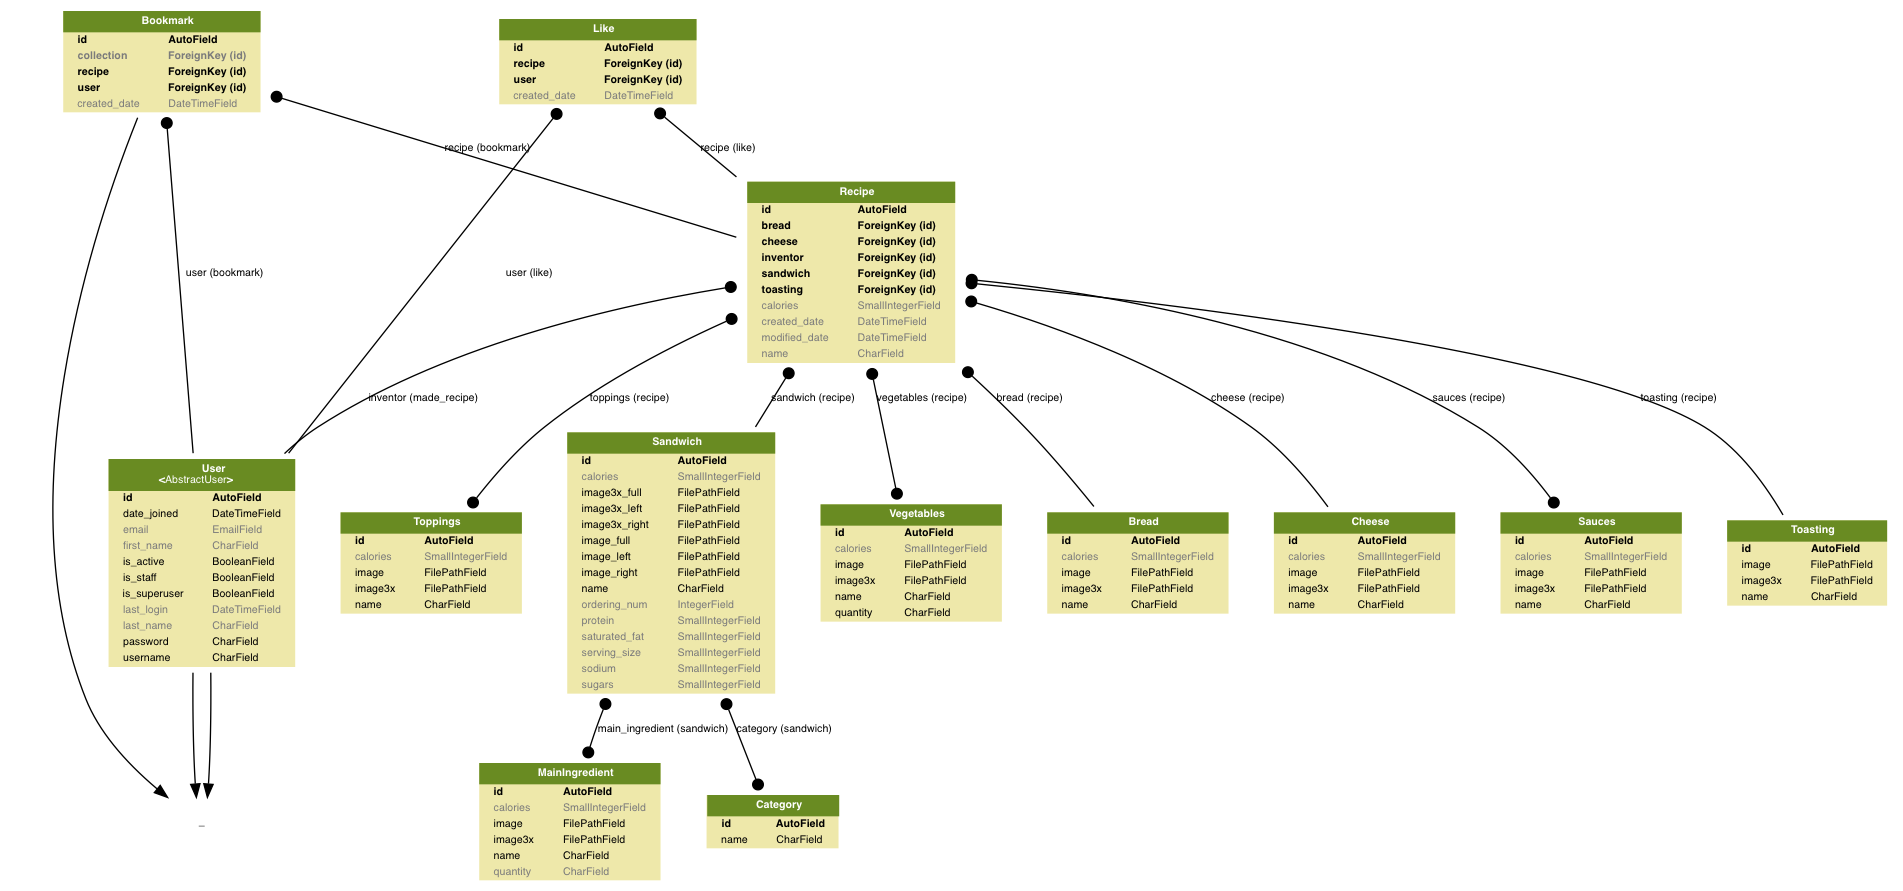 Bookmark
id AutoField
collection ForeignKey (id)
recipe ForeignKey (id)
user ForeignKey (id)
created_date DateTimeField
Like
id AutoField
recipe ForeignKey (id)
user ForeignKey (id)
created_date DateTimeField
recipe (bookmark)
recipe (like)
Recipe
id AutoField
bread ForeignKey (id)
cheese ForeignKey (id)
inventor ForeignKey (id)
sandwich ForeignKey (id)
toasting ForeignKey (id)
calories SmallIntegerField
created_date DateTimeField
modified_date DateTimeField
name CharField
user (bookmark)
user (like)
inventor (made_recipe)
toppings (recipe)
sandwich (recipe)
vegetables (recipe)
bread (recipe)
cheese (recipe)
sauces (recipe)
toasting (recipe)
User
<AbstractUser>
id AutoField
date_joined DateTimeField
email EmailField
first_name CharField
is_active BooleanField
is_staff BooleanField
is_superuser BooleanField
last_login DateTimeField
last_name CharField
password CharField
username CharField
Toppings
id AutoField
calories SmallIntegerField
image FilePathField
image3x FilePathField
name CharField
Sandwich
id AutoField
calories SmallIntegerField
image3x_full FilePathField
image3x_left FilePathField
image3x_right FilePathField
image_full FilePathField
image_left FilePathField
image_right FilePathField
name CharField
ordering_num IntegerField
protein SmallIntegerField
saturated_fat SmallIntegerField
serving_size SmallIntegerField
sodium SmallIntegerField
sugars SmallIntegerField
Vegetables
id AutoField
calories SmallIntegerField
image FilePathField
image3x FilePathField
name CharField
quantity CharField
Bread
id AutoField
calories SmallIntegerField
image FilePathField
image3x FilePathField
name CharField
Cheese
id AutoField
calories SmallIntegerField
image FilePathField
image3x FilePathField
name CharField
Sauces
id AutoField
calories SmallIntegerField
image FilePathField
image3x FilePathField
name CharField
Toasting
id AutoField
image FilePathField
image3x FilePathField
name CharField
main_ingredient (sandwich)
category (sandwich)
MainIngredient
id AutoField
calories SmallIntegerField
image FilePathField
image3x FilePathField
name CharField
quantity CharField
Category
id AutoField
name CharField
_